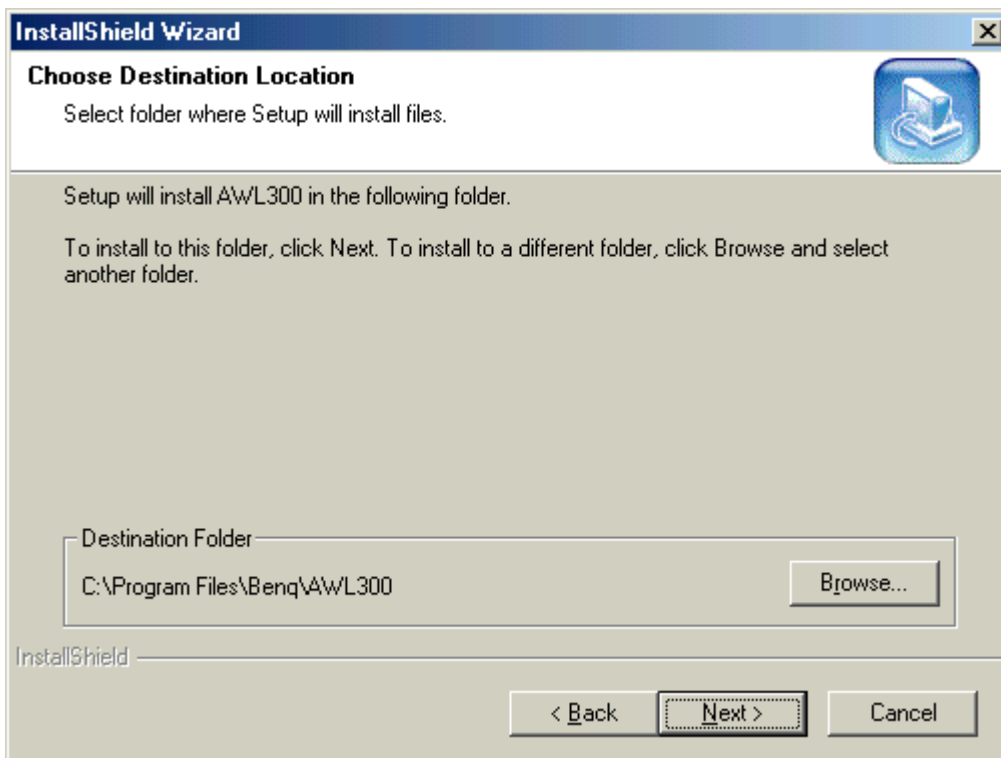 InstallShield Wizard
Choose Destination Location
Select folder where Setup will install files.
Setup will install AWL300 in the following folder.
To install to this folder, click Next. To install to a different folder, click Browse and select
another folder.
Destination Folder
C:\Program Files\Benq\AWL300
Browse...
InstallShield
< Back
Next >
Cancel